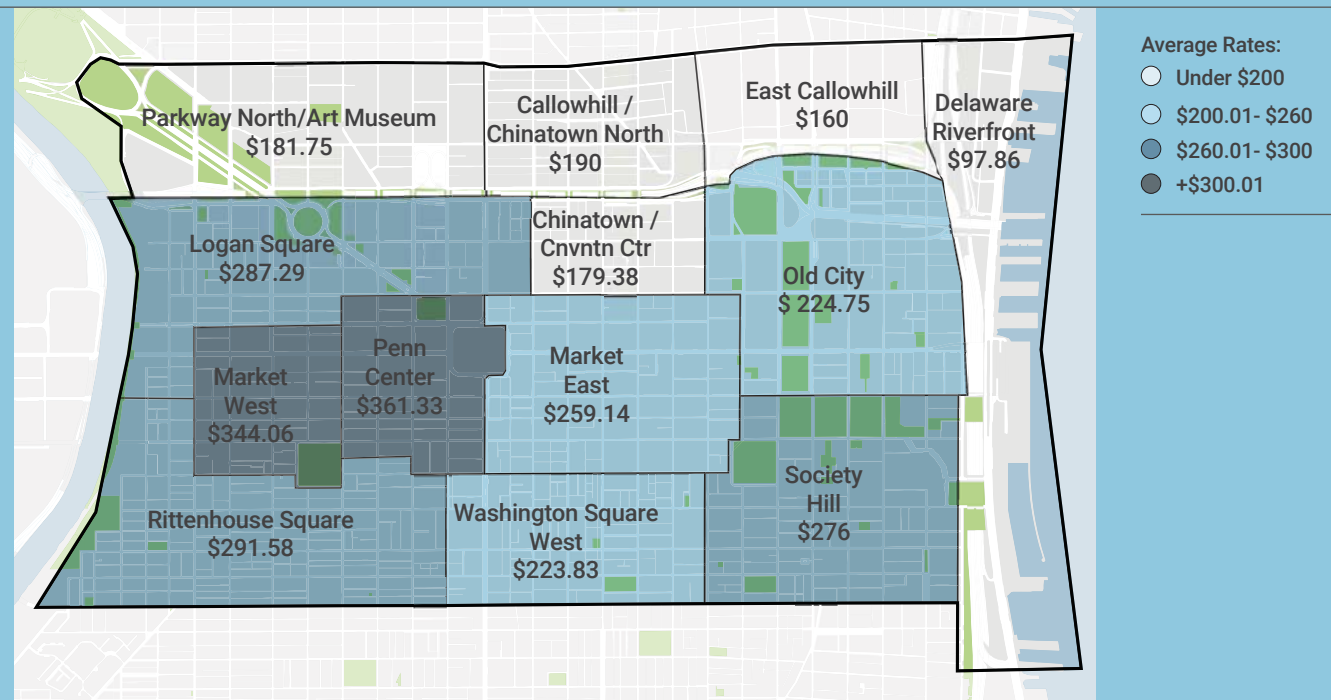 Parkway North/Art Museum
$181.75
Callowhill /
Chinatown North
$190
East Callowhill
$160
Delaware
Riverfront
$97.86
Logan Square
$287.29
Chinatown /
Cnvntn Ctr
$179.38
Old City
$ 224.75
Market
West
$344.06
Penn
Center
$361.33
Market
East
$259.14
Rittenhouse Square
$291.58
Washington Square
West
$223.83
Society
Hill
$276
Average Rates:
Under $200
$200.01- $260
$260.01- $300
+$300.01